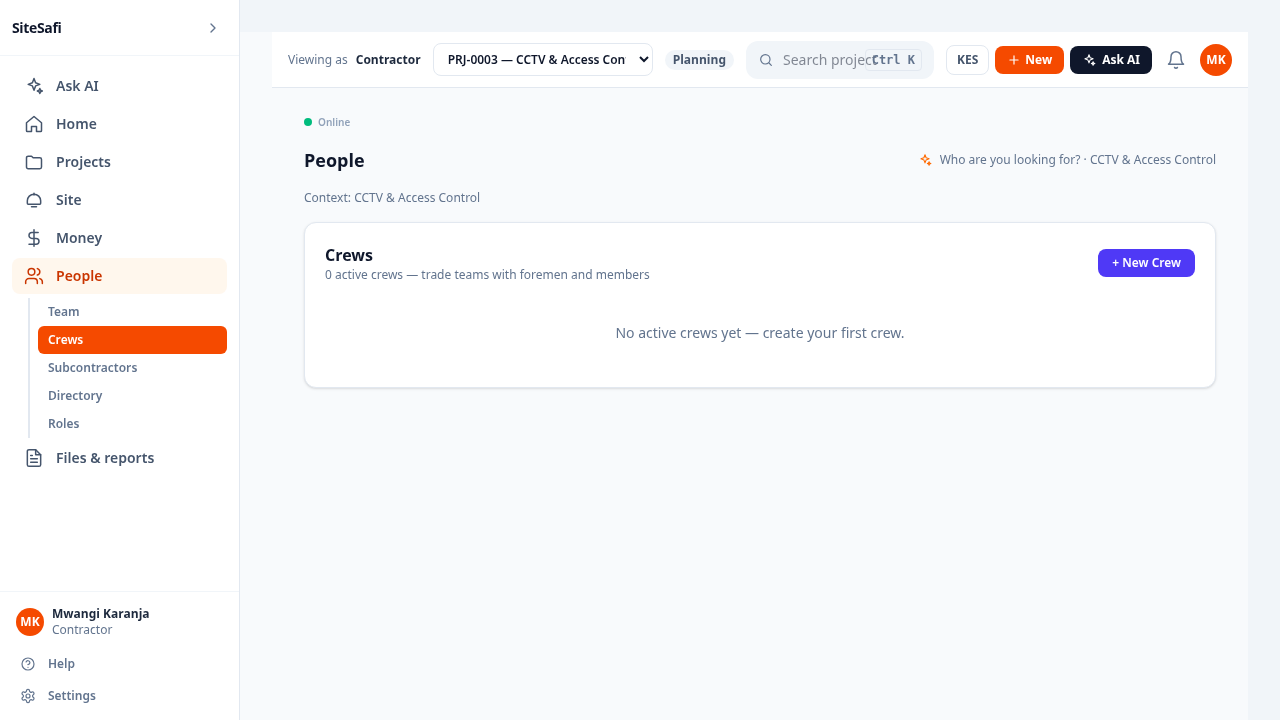 SiteSafi
Ask AI
Home
Projects
Site
Money
People
Team
Crews
Subcontractors
Directory
Roles
Files & reports
MK
Mwangi Karanja
Contractor
Help
Settings
Viewing as Contractor
PRJ-0003 — CCTV & Access Con
Planning
Search project
Ctrl K
KES
New
Ask AI
MK
Online
People
Who are you looking for? · CCTV & Access Control
Context: CCTV & Access Control
Crews
0 active crews — trade teams with foremen and members
+ New Crew
No active crews yet — create your first crew.